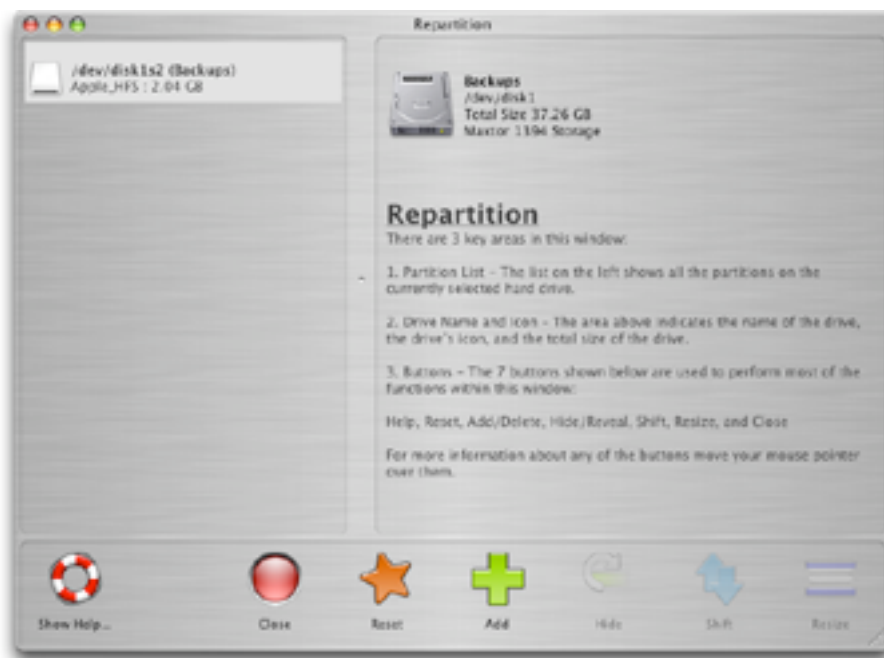 Repartition
/dev/disk1s2 (Backups)
Apple_HFS : 2.04 GB
Backups
/dev/disk1
Total Size 37.26 GB
Maxtor 1394 Storage
Repartition
There are 3 key areas in this window:
1. Partition List - The list on the left shows all the partitions on the
currently selected hard drive.
2. Drive Name and Icon - The area above indicates the name of the drive,
the drive's icon, and the total size of the drive.
3. Buttons - The 7 buttons shown below are used to perform most of the
functions within this window:
Help, Reset, Add/Delete, Hide/Reveal, Shift, Resize, and Close
For more information about any of the buttons move your mouse pointer
over them.
Show Help...
Close
Reset
Add
Hide
Shift
Resize